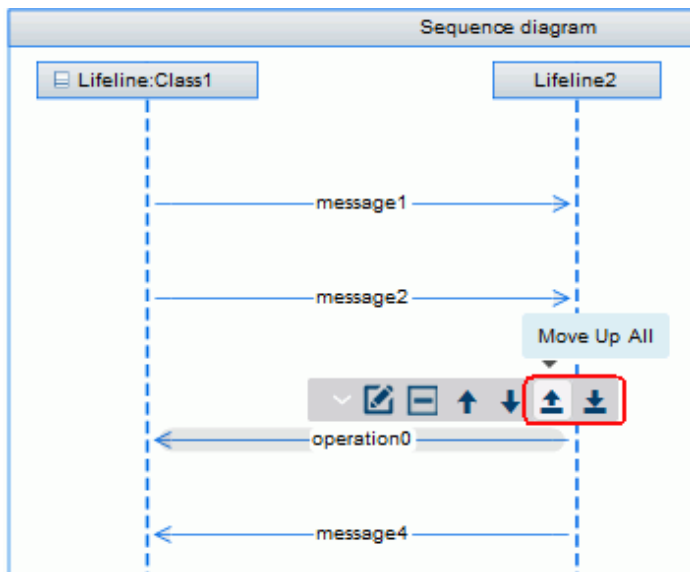 Sequence diagram
Lifeline:Class1
Lifeline2
message1
message2
Move Up All
operation0
message4